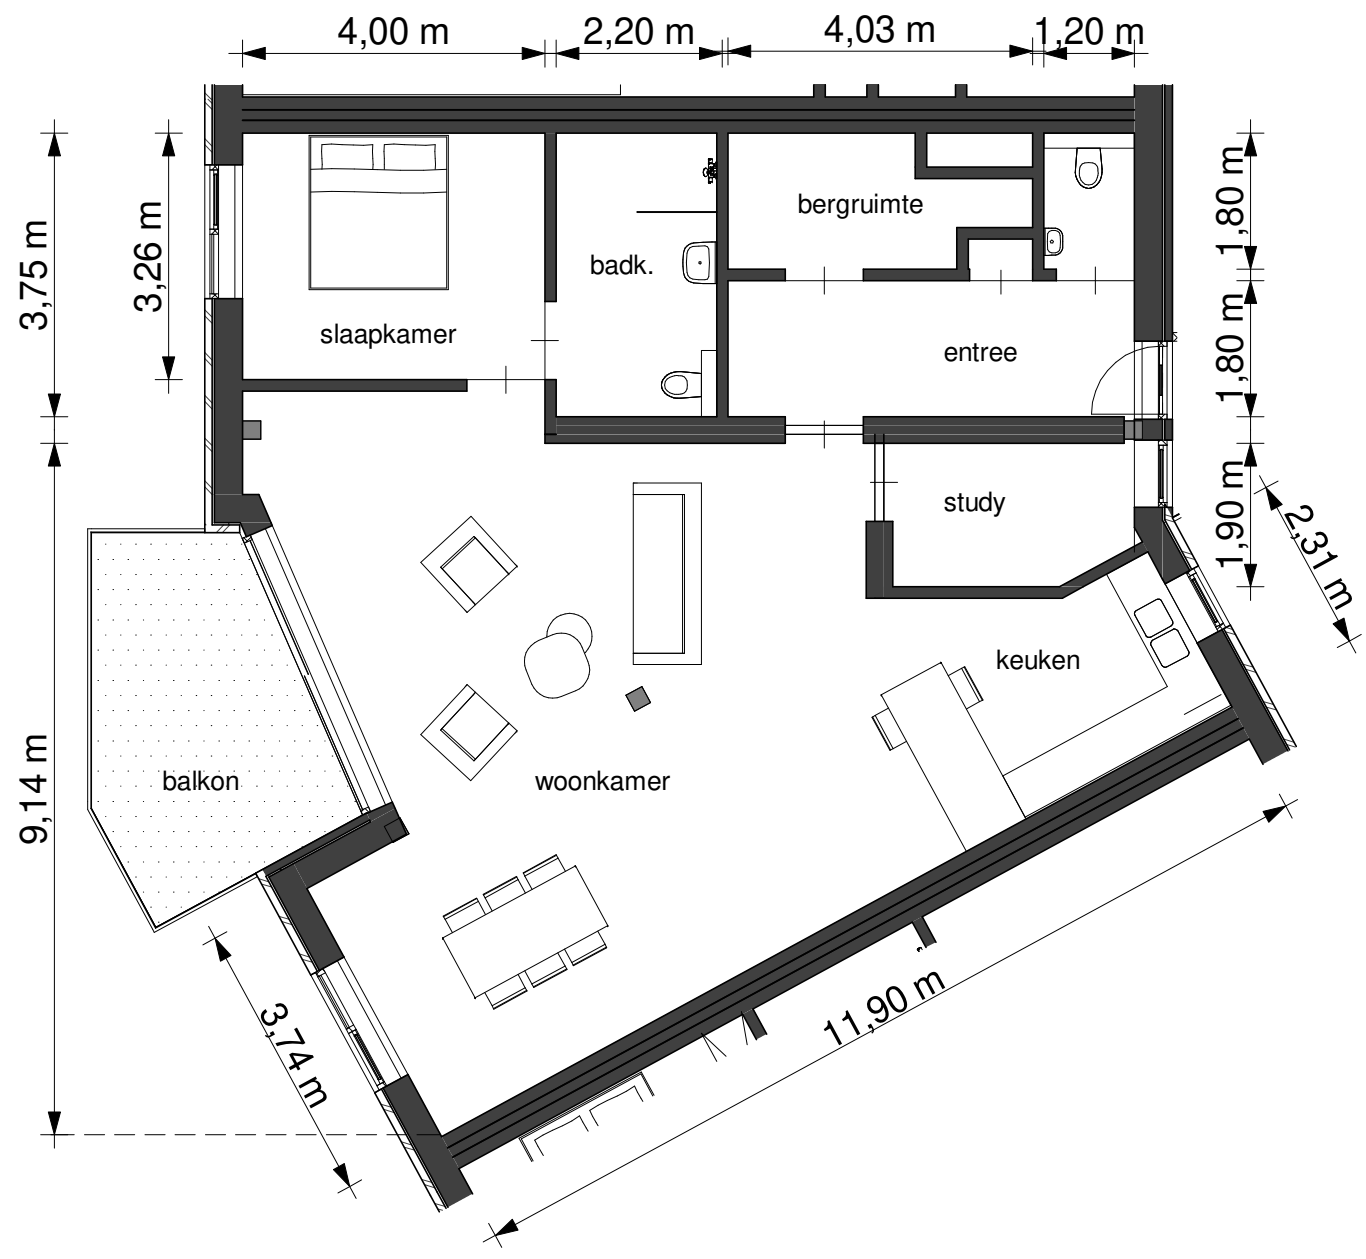 4,00 m
2,20 m
4,03 m
1,20 m
3,75 m
3,26 m
1,80 m
bergruimte
badk.
slaapkamer
entree
1,80 m
study
1,90 m
2,31 m
keuken
balkon
woonkamer
9,14 m
11,90 m
3,74 m